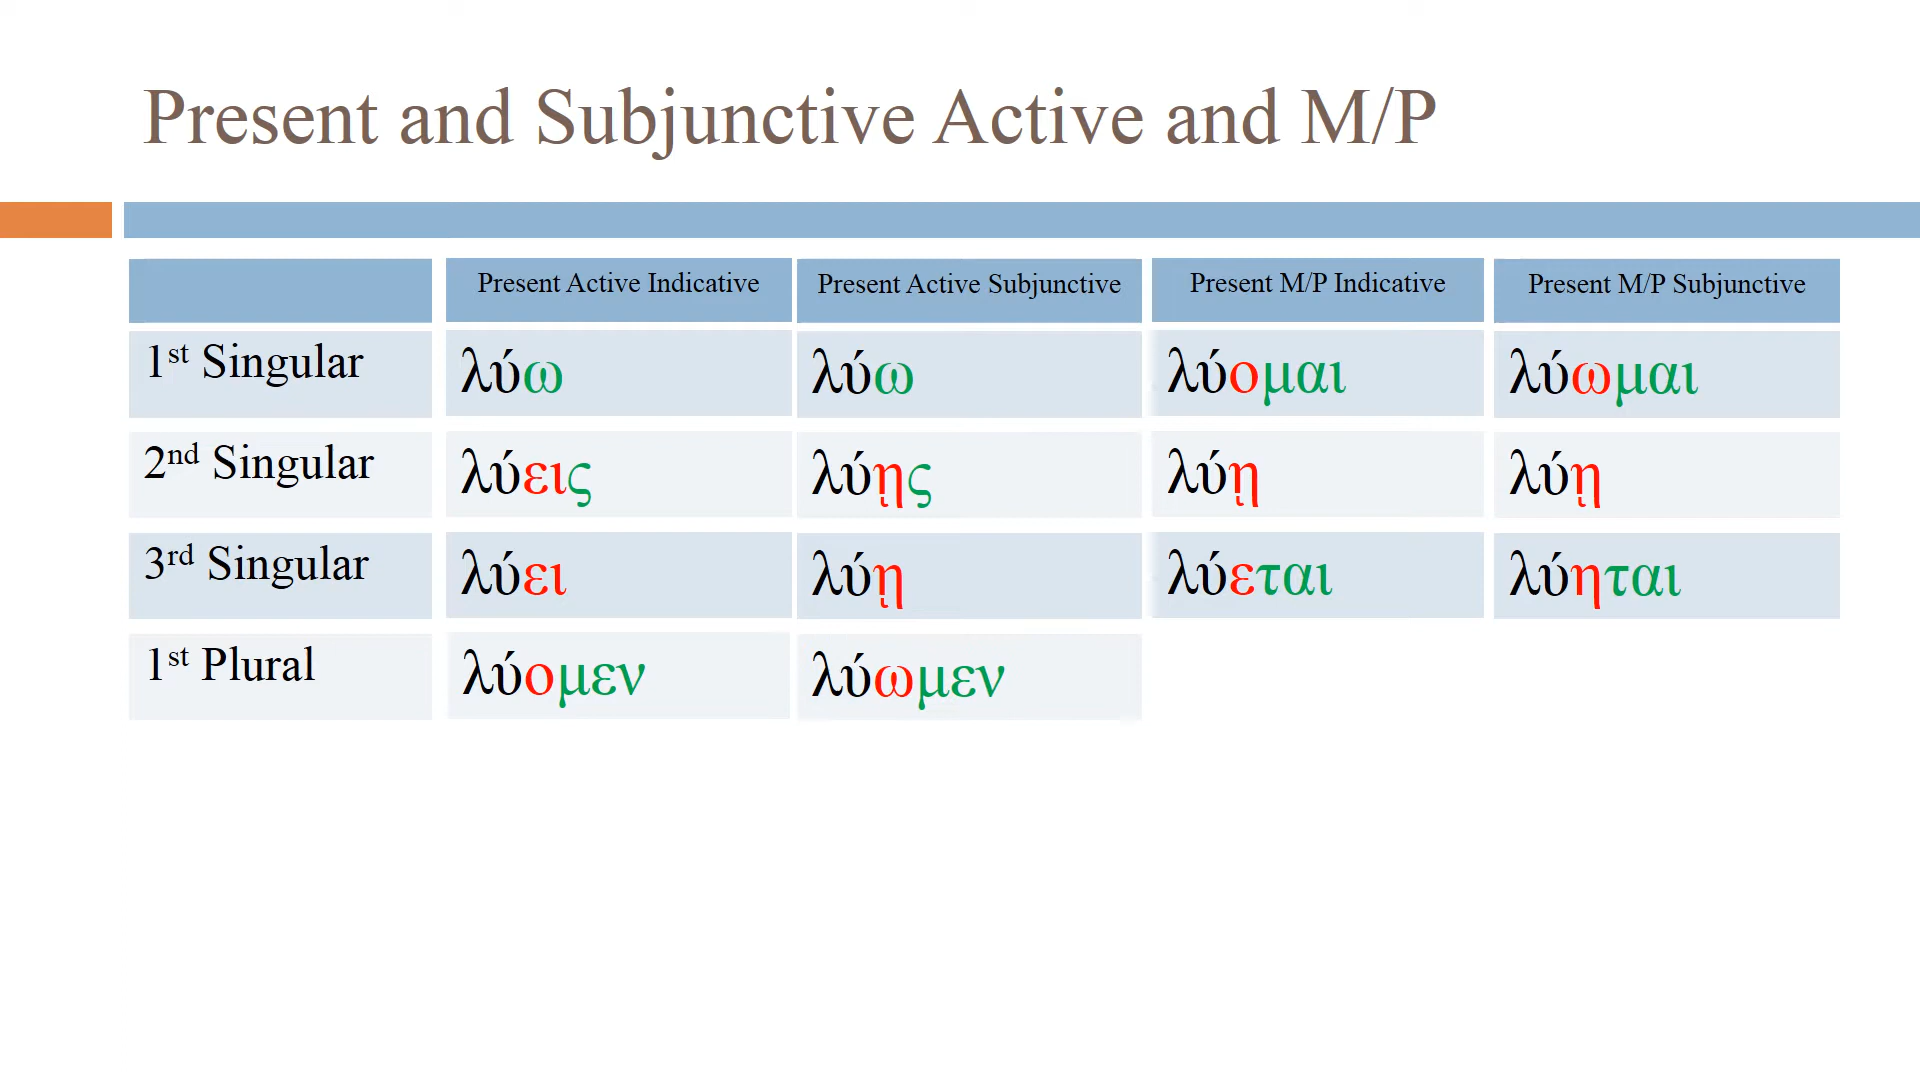 Present and Subjunctive Active and M/P
Present Active Indicative Present Active Subjunctive Present M/P Indicative Present M/P Subjunctive
1st Singular λύω λύω λύομαι λύωμαι
2nd Singular λύεις λύῃς λύῃ λύῃ
3rd Singular λύει λύῃ λύεται λύηται
1st Plural λύομεν λύωμεν